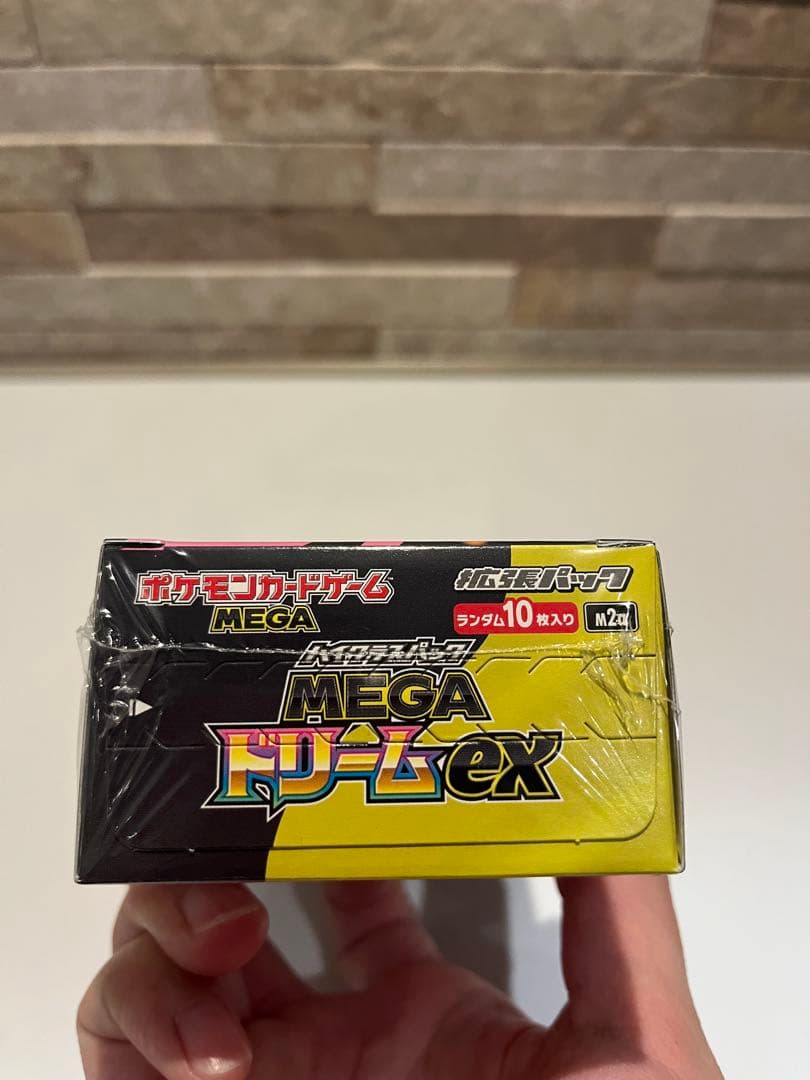 ポケモンカードゲーム
MEGA
拡張パック
ランダム10枚入り
M2a
ハイクラスパック
MEGA
ドリームex